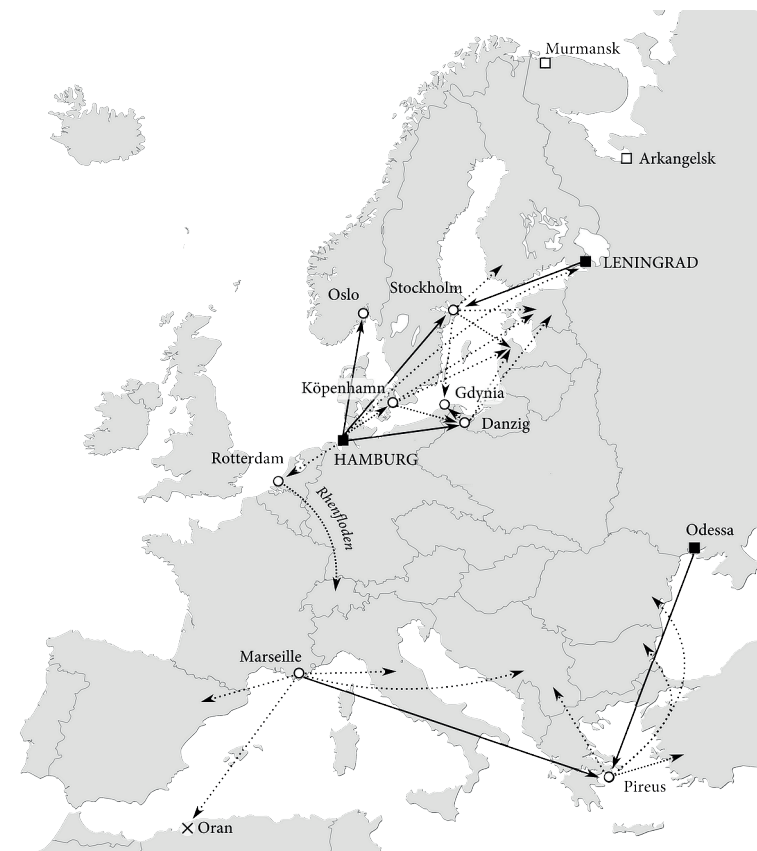 Murmansk
Arkangelsk
LENINGRAD
Stockholm
Oslo
Köpenhamn
Gdynia
Danzig
HAMBURG
Rotterdam
Rhenfloden
Odessa
Marseille
Pireus
Oran